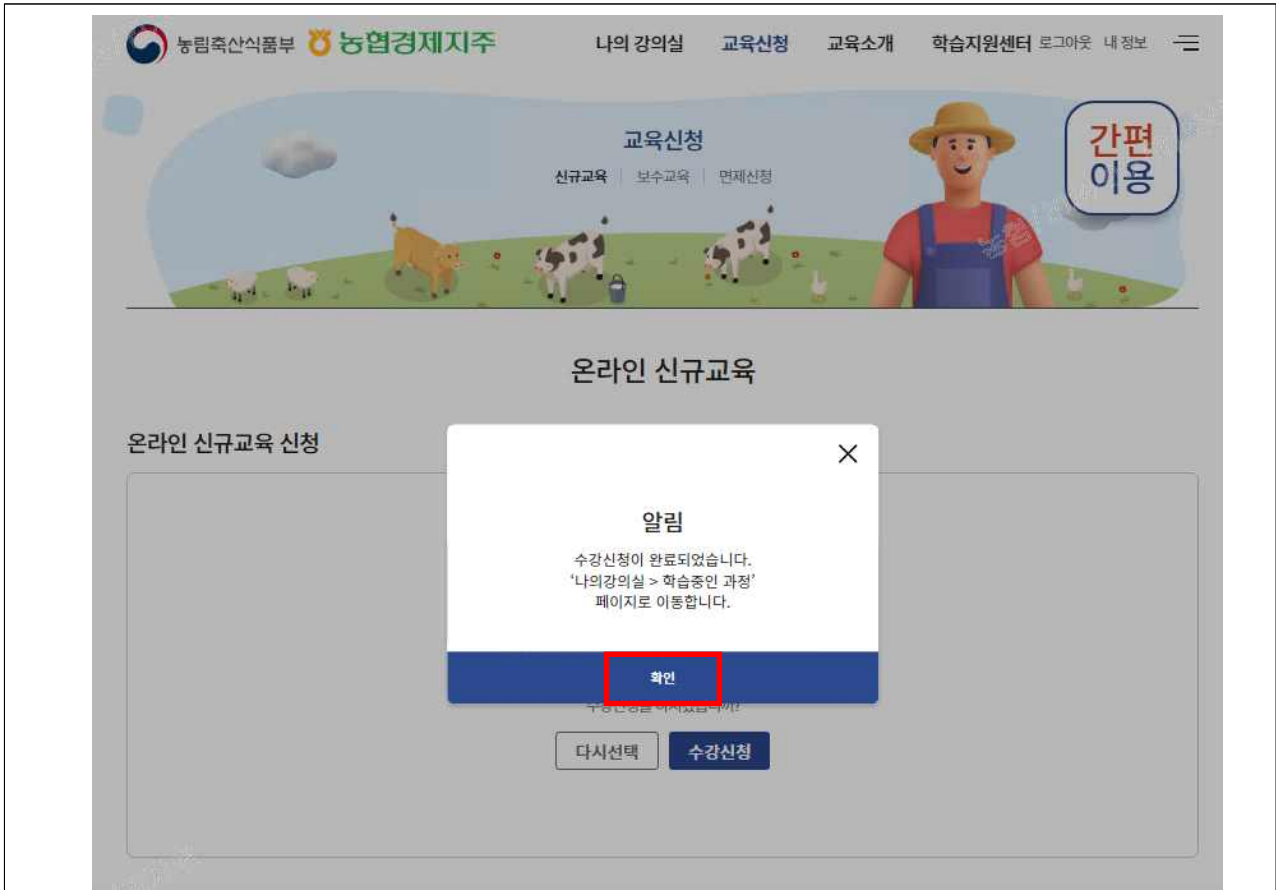 농림축산식품부 농협경제지주 나의 강의실 교육신청 교육소개 학습지원센터 로그아웃 내 정보
교육신청
신규교육 보수교육 면제신청
간편
이용
온라인 신규교육
온라인 신규교육 신청
알림
수강신청이 완료되었습니다.
'나의강의실 > 학습중인 과정'
페이지로 이동합니다.
확인
다시선택 수강신청